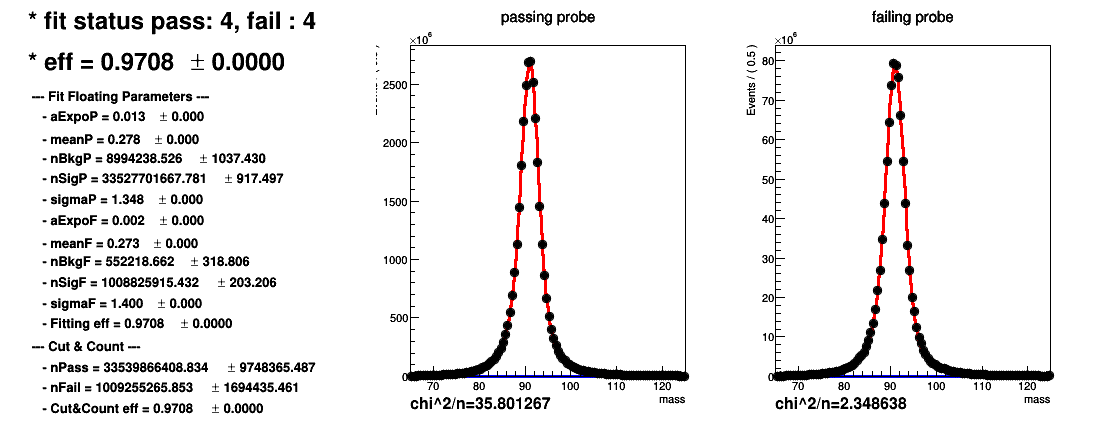 * fit status pass: 4, fail : 4
* eff = 0.9708 ± 0.0000
--- Fit Floating Parameters ---
- aExpoP = 0.013 ± 0.000
- meanP = 0.278 ± 0.000
- nBkgP = 8994238.526 ± 1037.430
- nSigP = 33527701667.781 ± 917.497
- sigmaP = 1.348 ± 0.000
- aExpoF = 0.002 ± 0.000
- meanF = 0.273 ± 0.000
- nBkgF = 552218.662 ± 318.806
- nSigF = 1008825915.432 ± 203.206
- sigmaF = 1.400 ± 0.000
- Fitting eff = 0.9708 ± 0.0000
--- Cut & Count ---
- nPass = 33539866408.834 ± 9748365.487
- nFail = 1009255265.853 ± 1694435.461
- Cut&Count eff = 0.9708 ± 0.0000
passing probe
×10⁶
2500
2000
1500
1000
500
0
70 80 90 100 110 120
mass
chi^2/n=35.801267
failing probe
×10⁶
Events / ( 0.5 )
80
70
60
50
40
30
20
10
0
70 80 90 100 110 120
mass
chi^2/n=2.348638